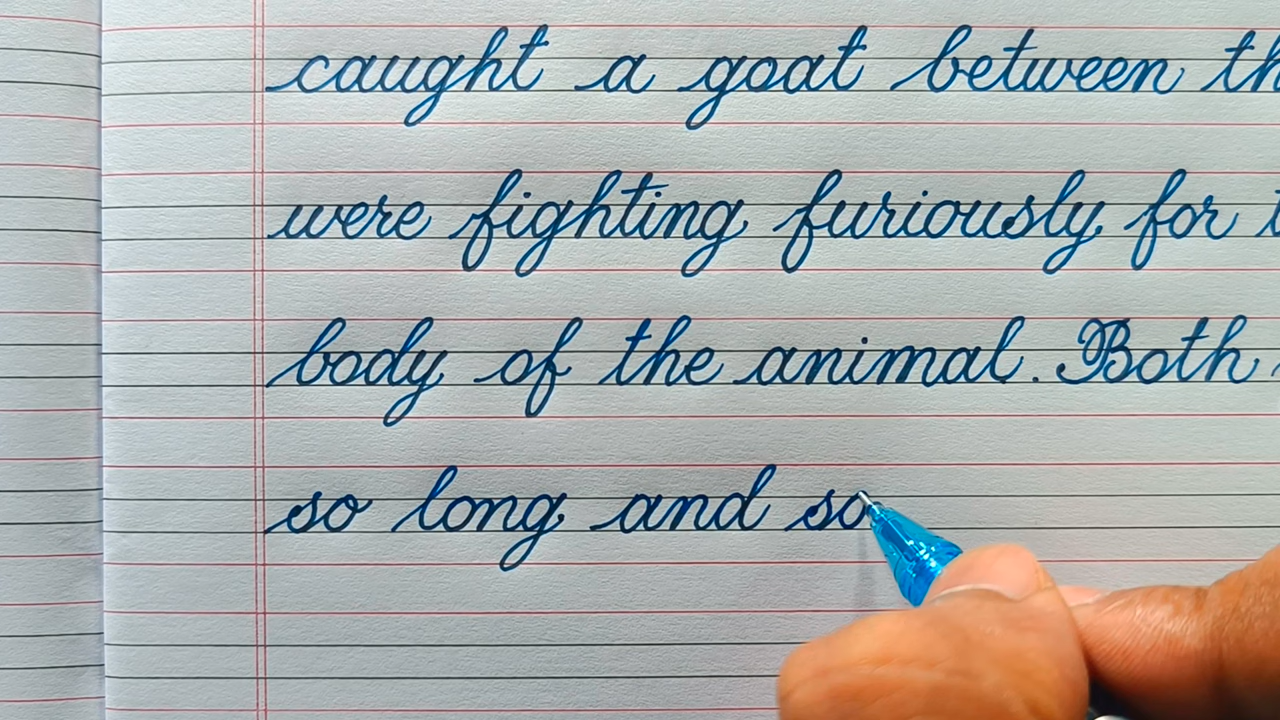 caught a goat between th
were fighting furiously for t
body of the animal. Both
so long and so